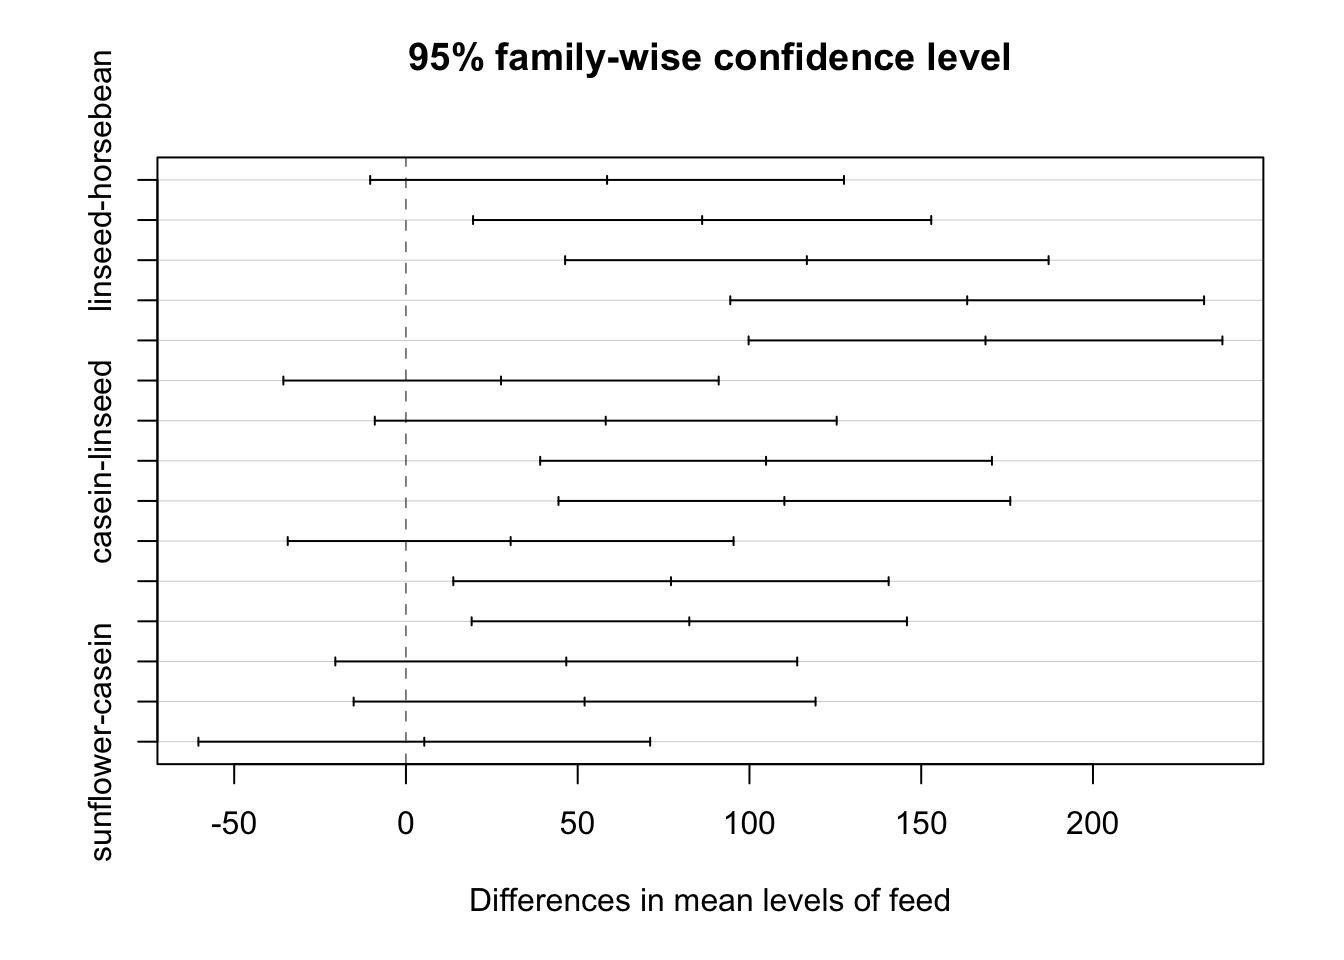 95% family-wise confidence level
linseed-horsebean
casein-linseed
sunflower-casein
-50 0 50 100 150 200
Differences in mean levels of feed